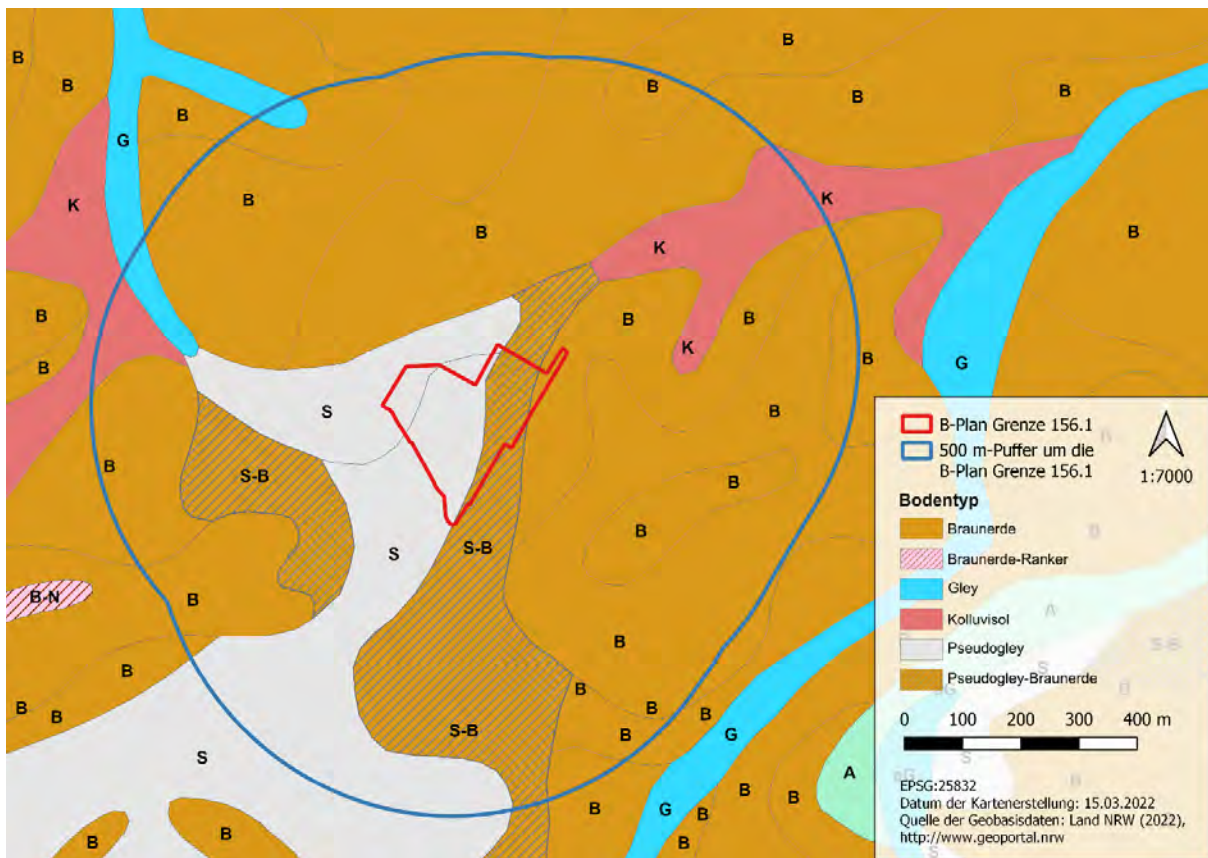 B
B
B
B
B
B
B
G
K
B
K
B
B
K
B
B
B
B
K
B
G
B
S
B
B
S-B
B
B
S-B
S
B
B-N
B
B
B
B
B
B
B
G
B
S-B
B
S
A
B
B
B
G
B
B
B
B
B-Plan Grenze 156.1
500 m-Puffer um die
B-Plan Grenze 156.1
1:7000
Bodentyp
Braunerde
Braunerde-Ranker
Gley
Kolluvisol
Pseudogley
Pseudogley-Braunerde
0 100 200 300 400 m
EPSG:25832
Datum der Kartenerstellung: 15.03.2022
Quelle der Geobasisdaten: Land NRW (2022),
http://www.geoportal.nrw